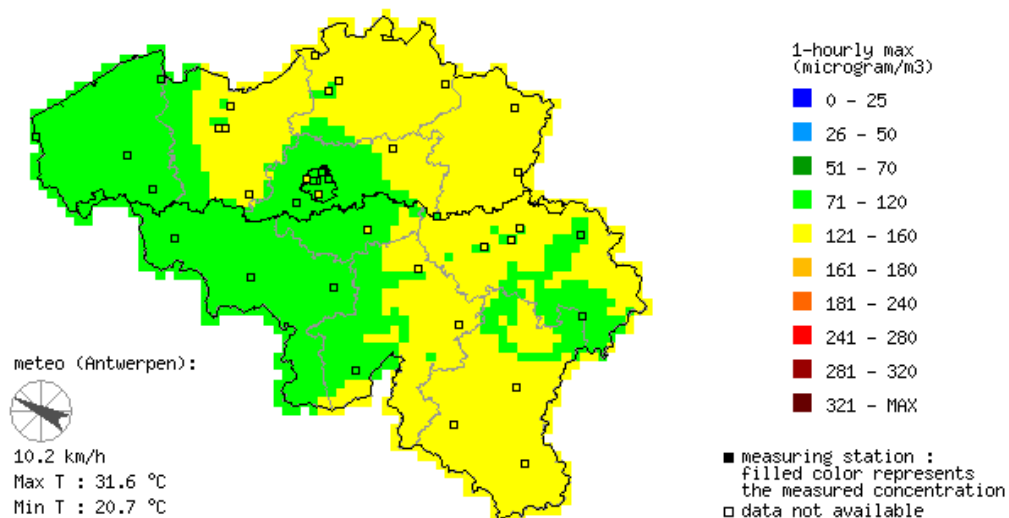 1-hourly max
(microgram/m3)
0 - 25
26 - 50
51 - 70
71 - 120
121 - 160
161 - 180
181 - 240
241 - 280
281 - 320
321 - MAX
meteo (Antwerpen):
10.2 km/h
Max T : 31.6 °C
Min T : 20.7 °C
measuring station :
filled color represents
the measured concentration
data not available